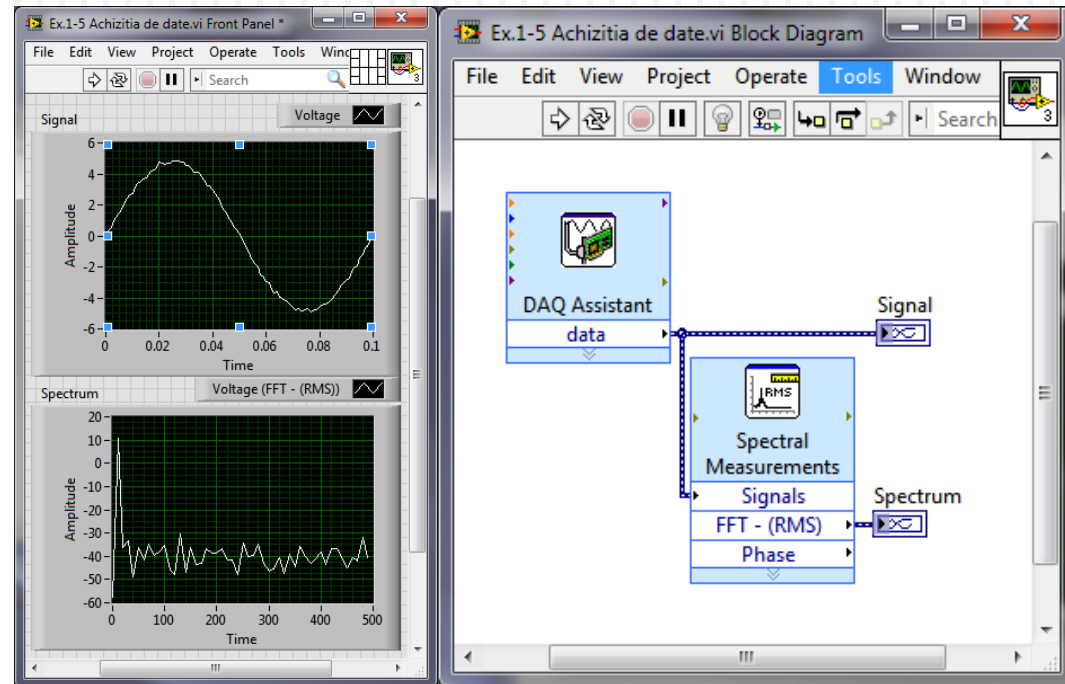 Ex.1-5 Achizitia de date.vi Front Panel *
File Edit View Project Operate Tools
Search
3
Signal
Voltage
6
4
2
0
-2
-4
-6
Amplitude
0 0.02 0.04 0.06 0.08 0.1
Time
Spectrum
Voltage (FFT - (RMS))
20
10
0
-10
-20
-30
-40
-50
-60
Amplitude
0 100 200 300 400 500
Time
Ex.1-5 Achizitia de date.vi Block Diagram
File Edit View Project Operate Tools Window
Search
3
DAQ Assistant
data
Signal
RMS
Spectral
Measurements
Signals
FFT - (RMS)
Phase
Spectrum